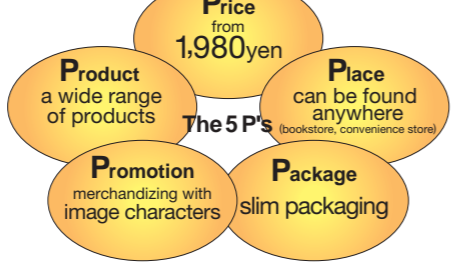 Price
from
1,980yen
Product
a wide range
of products
Place
can be found
anywhere
(bookstore, convenience store)
The 5 P's
Promotion
merchandizing with
image characters
Package
slim packaging